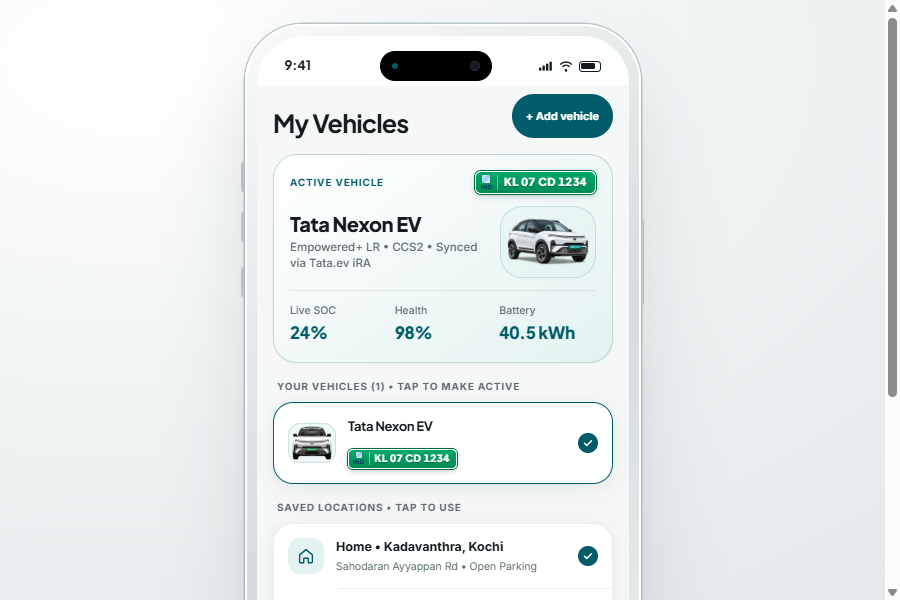 9:41
My Vehicles
+ Add vehicle
ACTIVE VEHICLE
IND KL 07 CD 1234
Tata Nexon EV
Empowered+ LR • CCS2 • Synced
via Tata.ev iRA
Live SOC
24%
Health
98%
Battery
40.5 kWh
YOUR VEHICLES (1) • TAP TO MAKE ACTIVE
Tata Nexon EV
IND KL 07 CD 1234
SAVED LOCATIONS • TAP TO USE
Home • Kadavanthra, Kochi
Sahodaran Ayyappan Rd • Open Parking